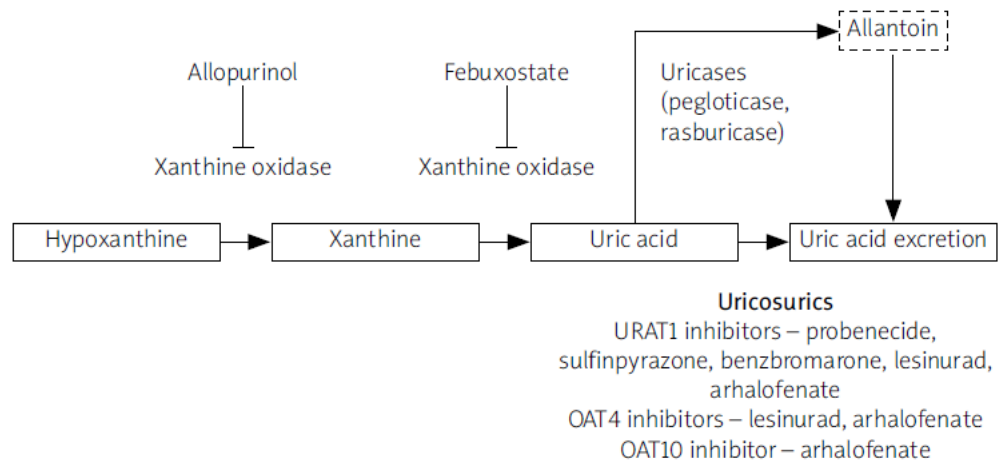 Allantoin
Allopurinol
Febuxostate
Uricases
(pegloticase,
rasburicase)
Xanthine oxidase
Xanthine oxidase
Hypoxanthine
Xanthine
Uric acid
Uric acid excretion
Uricosurics
URAT1 inhibitors – probenecide,
sulfinpyrazone, benzbromarone, lesinurad,
arhalofenate
OAT4 inhibitors – lesinurad, arhalofenate
OAT10 inhibitor – arhalofenate